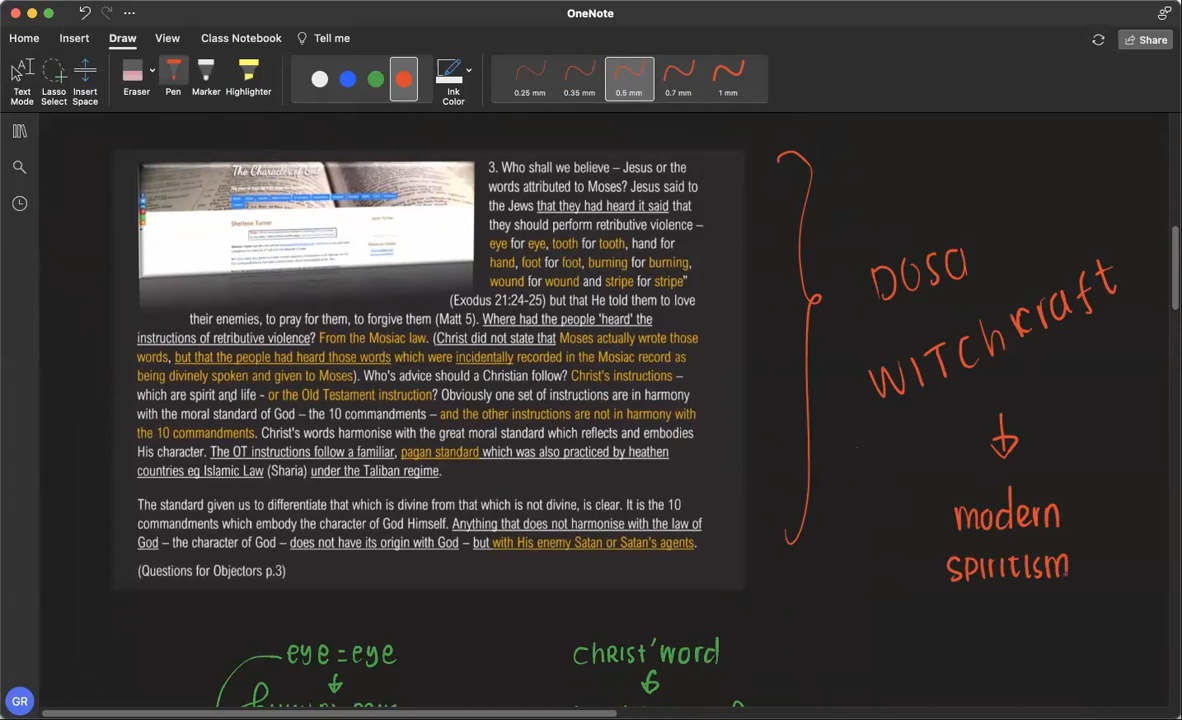 OneNote
Home Insert Draw View Class Notebook Tell me
Share
Text Mode
Lasso Select
Insert Space
Eraser
Pen
Marker
Highlighter
Ink Color
0.25 mm
0.35 mm
0.5 mm
0.7 mm
1 mm
The Character of God
Sherlene Turner
3. Who shall we believe – Jesus or the
words attributed to Moses? Jesus said to
the Jews that they had heard it said that
they should perform retributive violence –
eye for eye, tooth for tooth, hand for
hand, foot for foot, burning for burning,
wound for wound and stripe for stripe”
(Exodus 21:24-25) but that He told them to love
their enemies, to pray for them, to forgive them (Matt 5). Where had the people 'heard' the
instructions of retributive violence? From the Mosiac law. (Christ did not state that Moses actually wrote those
words, but that the people had heard those words which were incidentally recorded in the Mosiac record as
being divinely spoken and given to Moses). Who's advice should a Christian follow? Christ's instructions –
which are spirit and life - or the Old Testament instruction? Obviously one set of instructions are in harmony
with the moral standard of God – the 10 commandments – and the other instructions are not in harmony with
the 10 commandments. Christ's words harmonise with the great moral standard which reflects and embodies
His character. The OT instructions follow a familiar, pagan standard which was also practiced by heathen
countries eg Islamic Law (Sharia) under the Taliban regime.
The standard given us to differentiate that which is divine from that which is not divine, is clear. It is the 10
commandments which embody the character of God Himself. Anything that does not harmonise with the law of
God – the character of God – does not have its origin with God – but with His enemy Satan or Satan's agents.
(Questions for Objectors p.3)
DOSA
WITCHcraft
modern
spiritism
eye = eye
CHRIST' word
GR